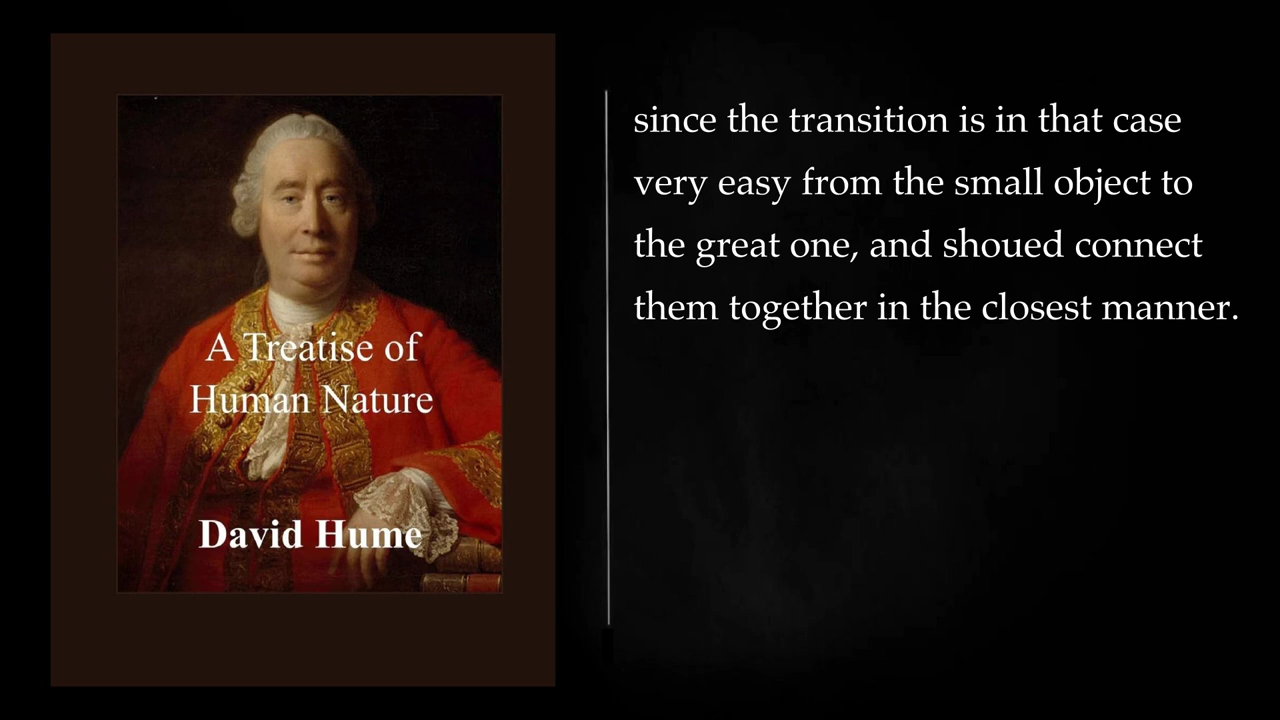 A Treatise of
Human Nature
David Hume
since the transition is in that case
very easy from the small object to
the great one, and shoued connect
them together in the closest manner.